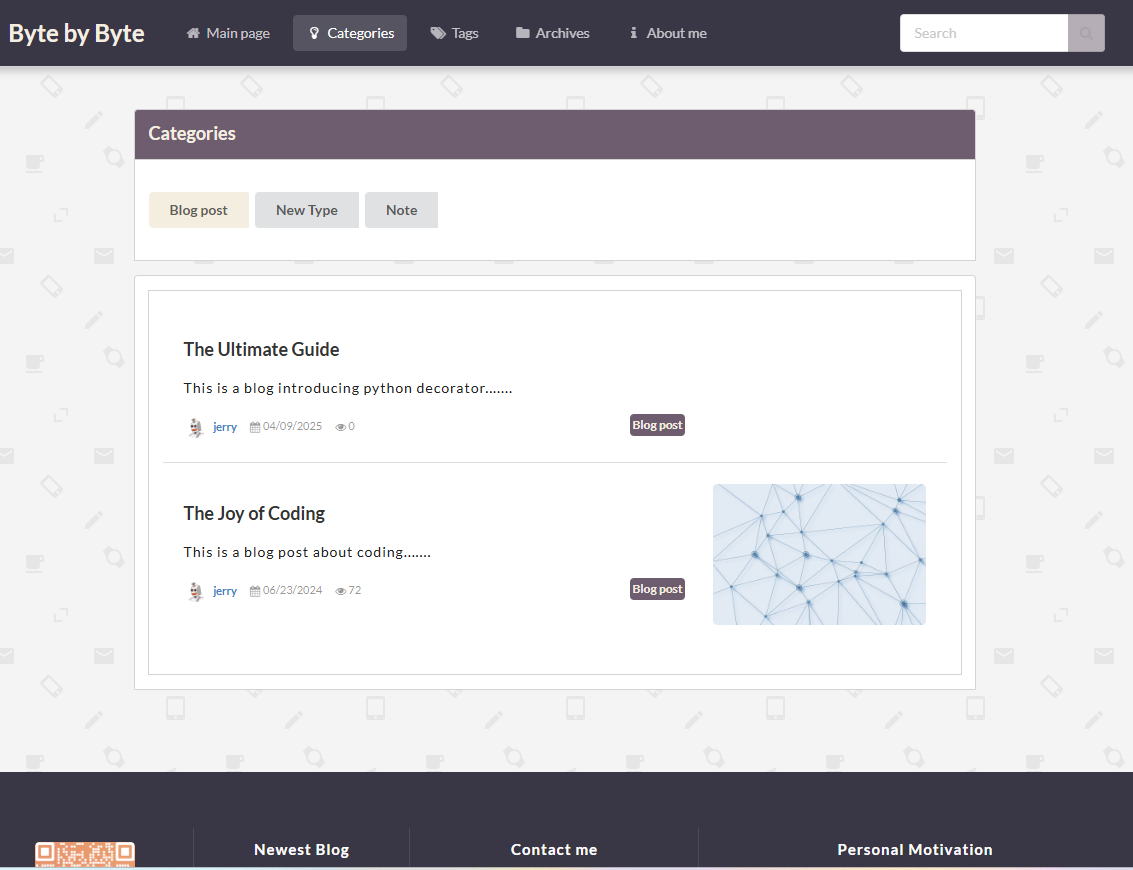 Byte by Byte Main page Categories Tags Archives About me Search
Categories
Blog post New Type Note
The Ultimate Guide
This is a blog introducing python decorator.......
jerry 04/09/2025 0 Blog post
The Joy of Coding
This is a blog post about coding.......
jerry 06/23/2024 72 Blog post
Newest Blog Contact me Personal Motivation